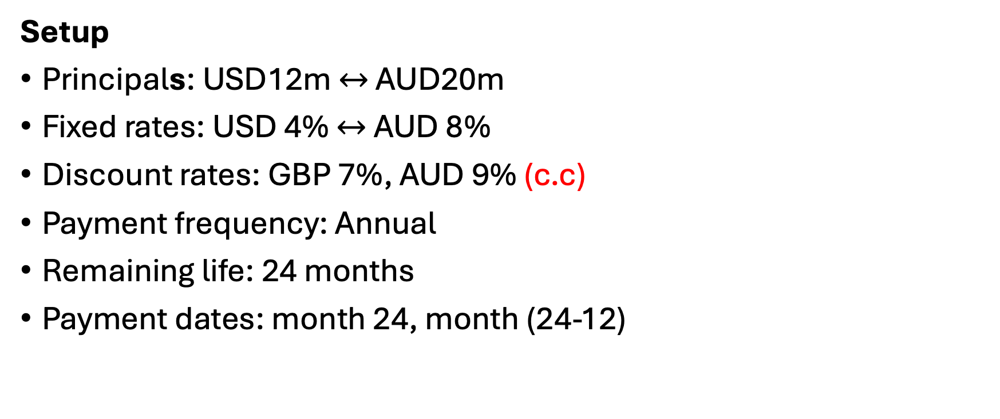 Setup
• Principals: USD12m ↔ AUD20m
• Fixed rates: USD 4% ↔ AUD 8%
• Discount rates: GBP 7%, AUD 9% (c.c)
• Payment frequency: Annual
• Remaining life: 24 months
• Payment dates: month 24, month (24-12)